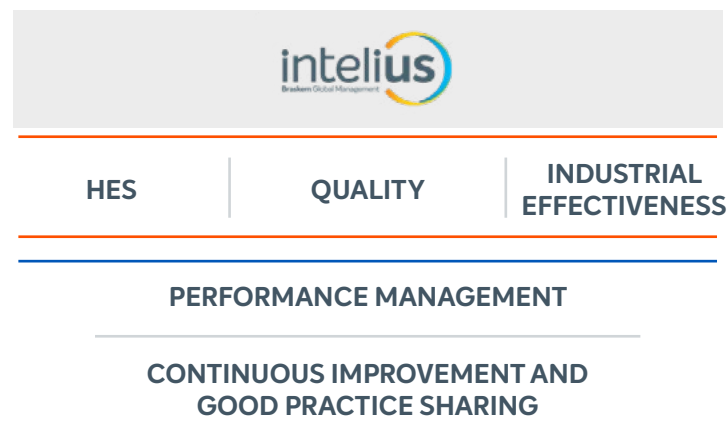 intelius
Braskem Global Management
HES
QUALITY
INDUSTRIAL
EFFECTIVENESS
PERFORMANCE MANAGEMENT
CONTINUOUS IMPROVEMENT AND
GOOD PRACTICE SHARING